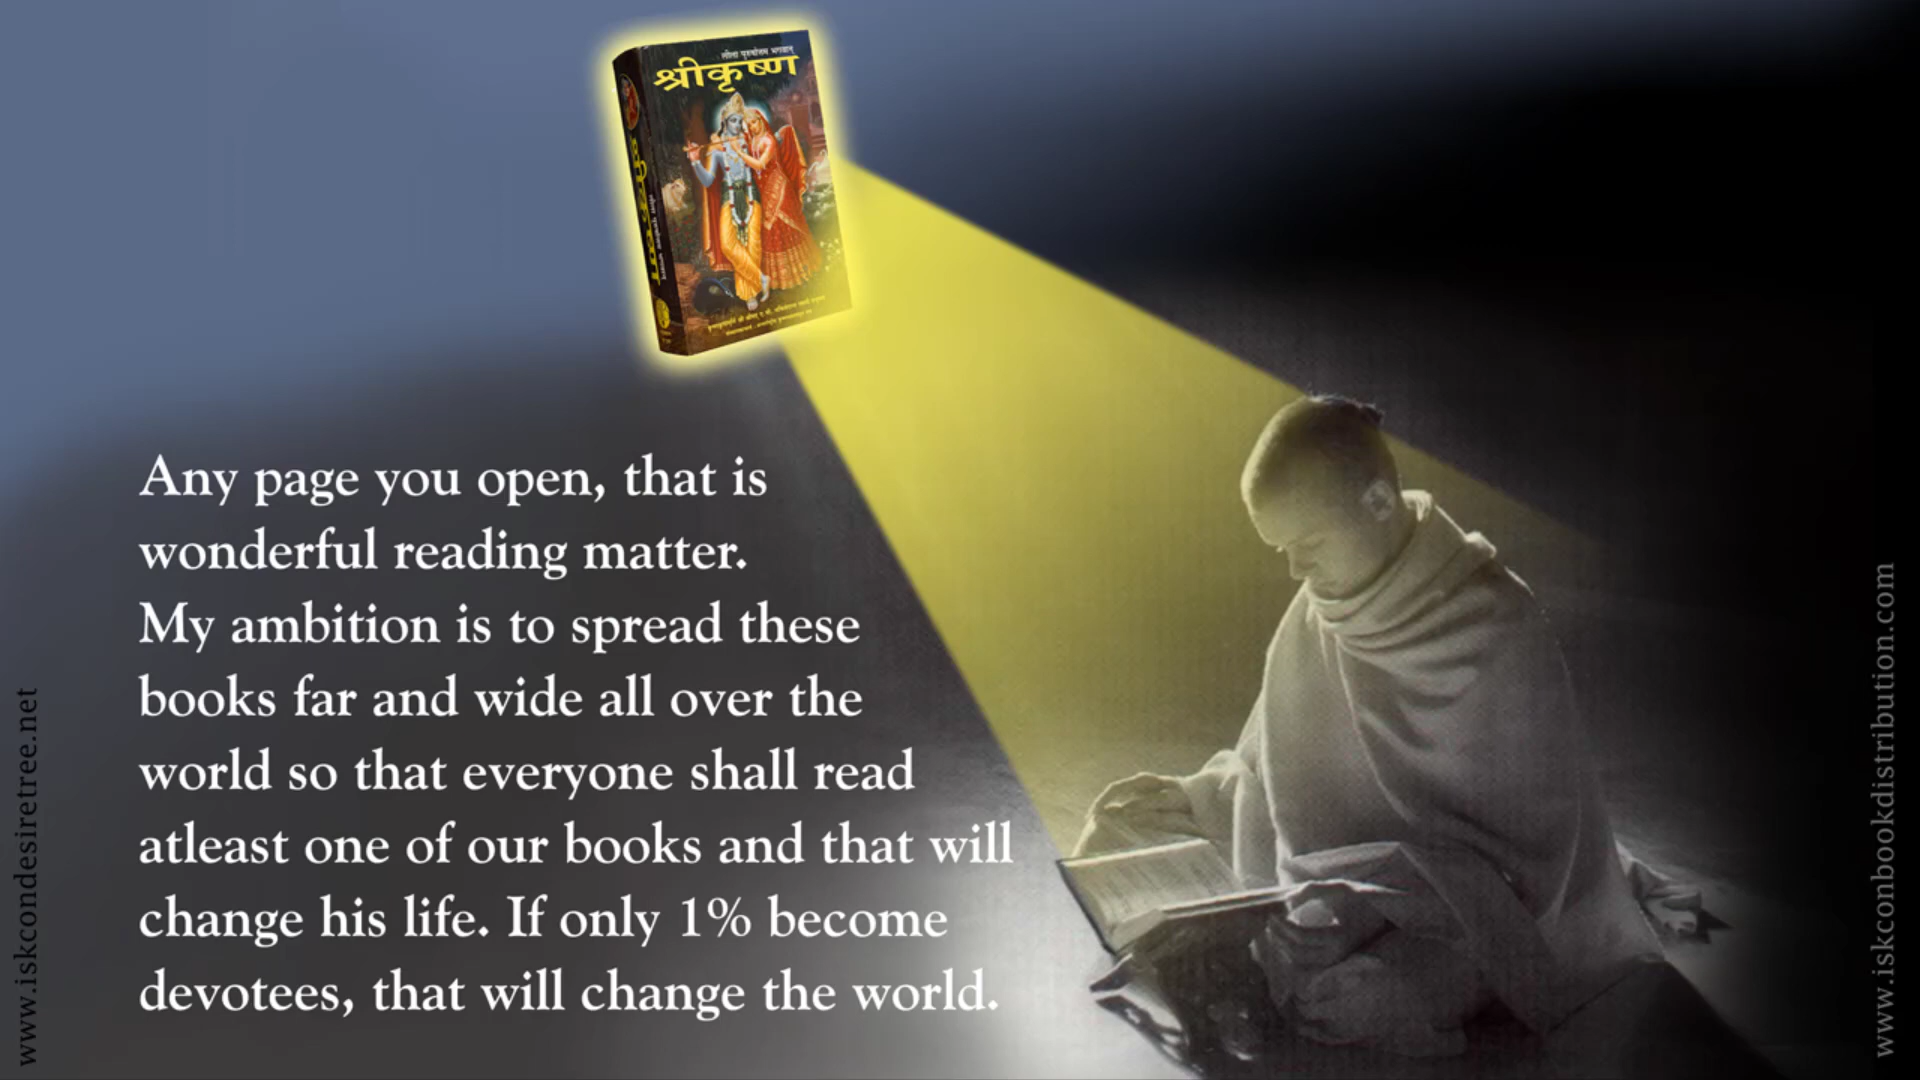 लीला पुरुषोत्तम भगवान्
श्रीकृष्ण
Any page you open, that is
wonderful reading matter.
My ambition is to spread these
books far and wide all over the
world so that everyone shall read
atleast one of our books and that will
change his life. If only 1% become
devotees, that will change the world.
www.iskcondesiretree.net
www.iskconbookdistribution.com